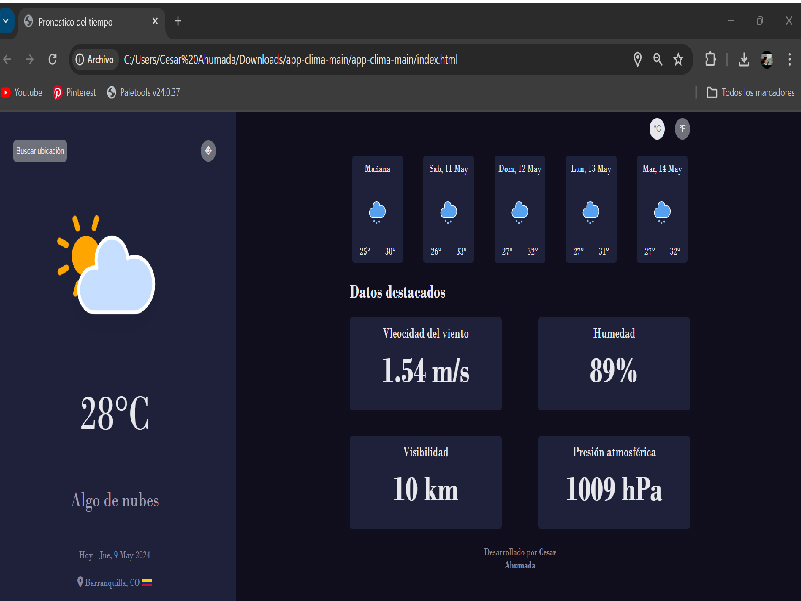 Pronostico del tiempo
Archivo C:/Users/Cesar%20Ahumada/Downloads/app-clima-main/app-clima-main/index.html
Youtube Pinterest Paletools v24.0.37 Todos los marcadores
Buscar ubicación
°C °F
Mañana Sab, 11 May Dom, 12 May Lun, 13 May Mar, 14 May
25° 30° 26° 33° 27° 32° 27° 31° 27° 32°
28°C
Algo de nubes
Hoy - Jue, 9 May 2024
Barranquilla, CO
Datos destacados
Vleocidad del viento
1.54 m/s
Humedad
89%
Visibilidad
10 km
Presión atmosférica
1009 hPa
Desarrollado por Cesar
Ahumada